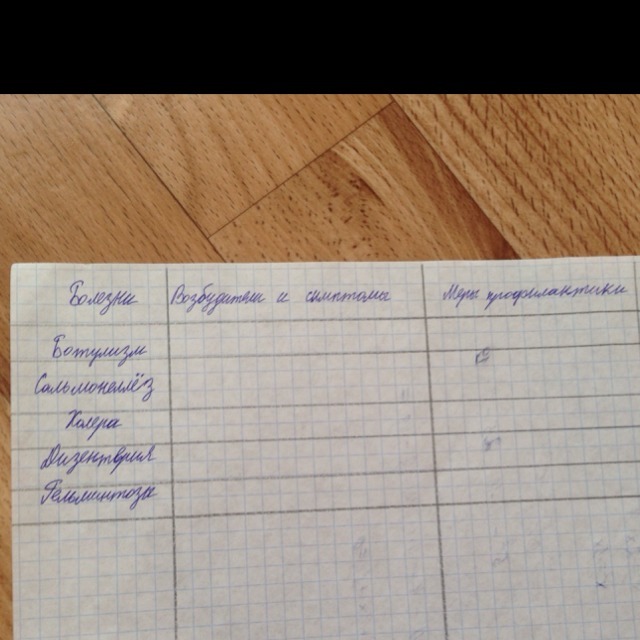 Болезни Возбудители и симптомы Меры профилактики
Ботулизм
Сальмонеллёз
Холера
Дизентерия
Гельминтозы